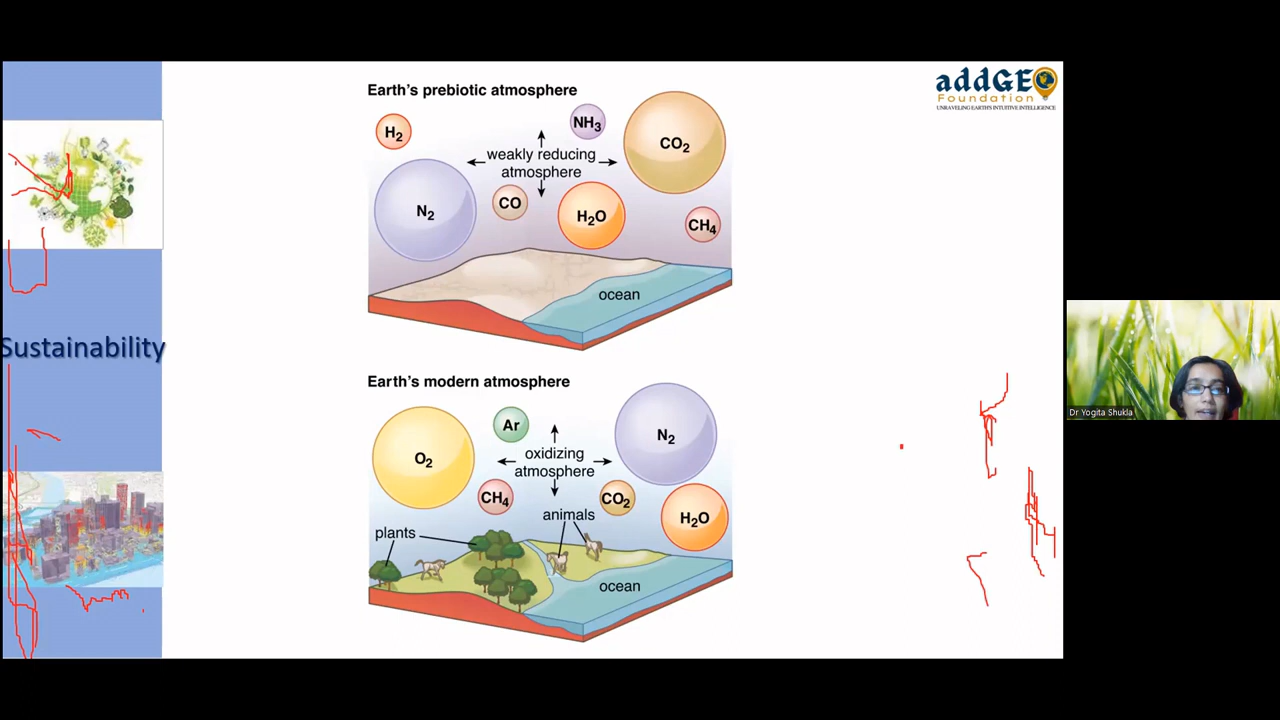 addGEO
Foundation
UNRAVELING EARTH'S INTUITIVE INTELLIGENCE
Earth's prebiotic atmosphere
H2
NH3
CO2
weakly reducing
atmosphere
N2
CO
H2O
CH4
ocean
Sustainability
Earth's modern atmosphere
O2
Ar
N2
oxidizing
atmosphere
CH4
CO2
H2O
animals
plants
ocean
Dr Yogita Shukla